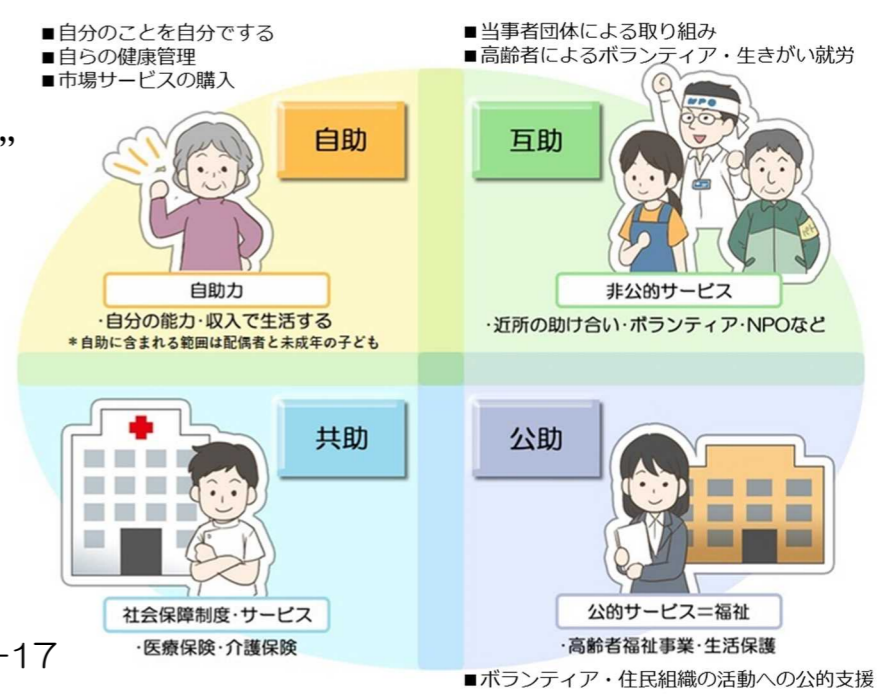 ■自分のことを自分でする
■自らの健康管理
■市場サービスの購入
■当事者団体による取り組み
■高齢者によるボランティア・生きがい就労
”
自助
互助
NPO
自助力
・自分の能力・収入で生活する
＊自助に含まれる範囲は配偶者と未成年の子ども
非公的サービス
・近所の助け合い・ボランティア・NPOなど
共助
公助
社会保障制度・サービス
・医療保険・介護保険
公的サービス＝福祉
・高齢者福祉事業・生活保護
-17
■ボランティア・住民組織の活動への公的支援